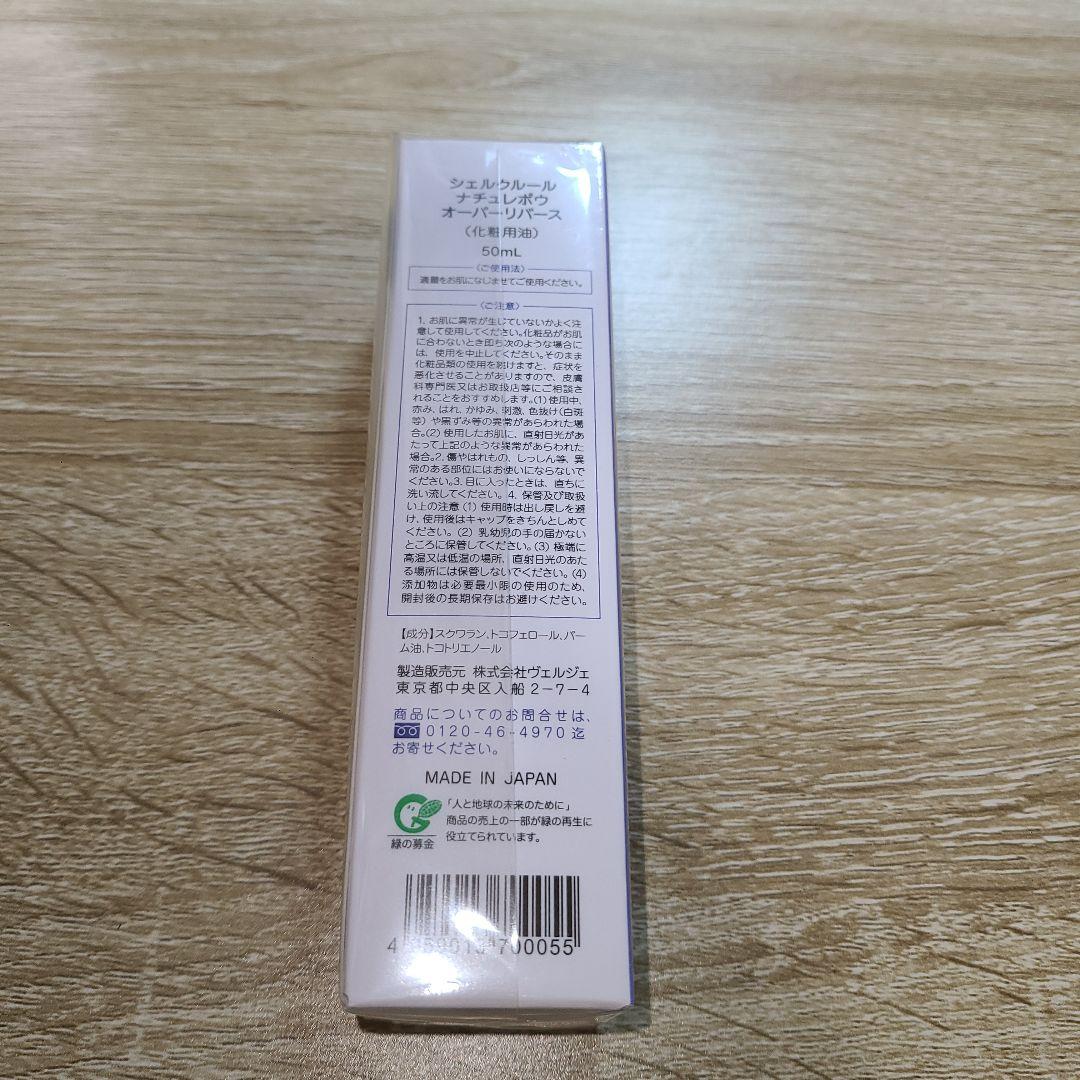 シェルクルール
ナチュレボウ
オーバーリバース
（化粧用油）
50mL
〈ご使用法〉
適量をお肌になじませてご使用ください。
〈ご注意〉
1. お肌に異常が生じていないかよく注
意して使用してください。化粧品がお肌
に合わないとき即ち次のような場合に
は、使用を中止してください。そのまま
化粧品類の使用を続けますと、症状を
悪化させることがありますので、皮膚
科専門医又はお取扱店等にご相談さ
れることをおすすめします。(1) 使用中、
赤み、はれ、かゆみ、刺激、色抜け(白斑
等) や黒ずみ等の異常があらわれた場
合。(2) 使用したお肌に、直射日光があ
たって上記のような異常があらわれた
場合。2. 傷やはれもの、しっしん等、異
常のある部位にはお使いにならないで
ください。3. 目に入ったときは、直ちに
洗い流してください。 4. 保管及び取扱
い上の注意 (1) 使用時は出し戻しを避
け、使用後はキャップをきちんとしめて
ください。 (2) 乳幼児の手の届かない
ところに保管してください。(3) 極端に
高温又は低温の場所、直射日光のあた
る場所には保管しないでください。(4)
添加物は必要最小限の使用のため、
開封後の長期保存はお避けください。
【成分】スクワラン、トコフェロール、パー
ム油、トコトリエノール
製造販売元 株式会社ヴェルジェ
東京都中央区入船2-7-4
商品についてのお問合せは、
0120-46-4970 迄
お寄せください。
MADE IN JAPAN
「人と地球の未来のために」
商品の売上の一部が緑の再生に
役立てられています。
緑の募金
4 700055